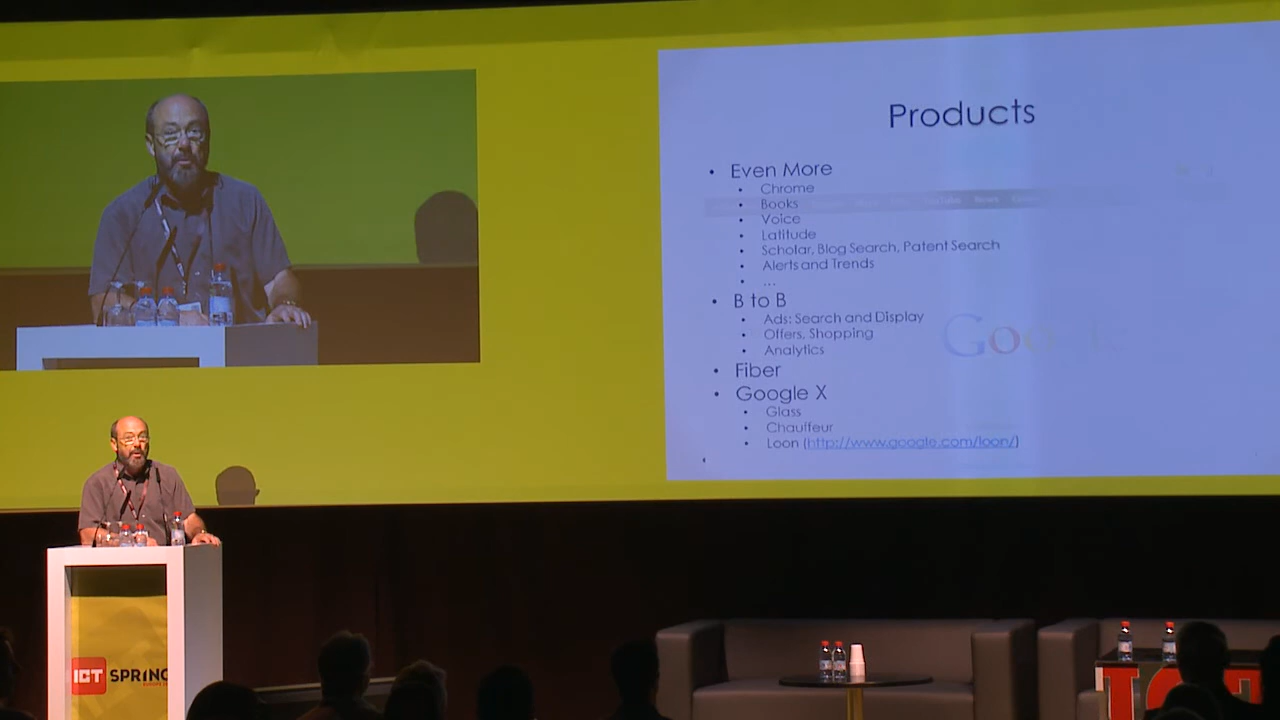 Products
• Even More
• Chrome
• Books
• Voice
• Latitude
• Scholar, Blog Search, Patent Search
• Alerts and Trends
• ...
• B to B
• Ads: Search and Display
• Offers, Shopping
• Analytics
Google
• Fiber
• Google X
• Glass
• Chauffeur
• Loon (http://www.google.com/loon/)
ICT SPRING